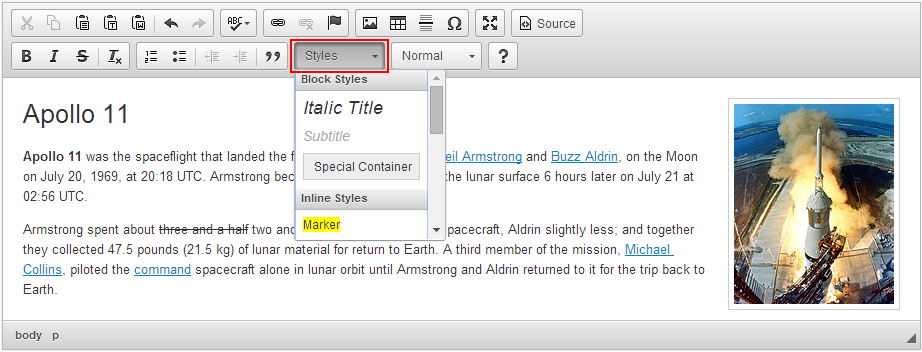 ABC
Source
B I S Tx
Styles
Normal
?
Block Styles
Italic Title
Subtitle
Special Container
Inline Styles
Marker
Apollo 11
Apollo 11 was the spaceflight that landed the f eil Armstrong and Buzz Aldrin, on the Moon
on July 20, 1969, at 20:18 UTC. Armstrong bec the lunar surface 6 hours later on July 21 at
02:56 UTC.
Armstrong spent about three and a half two and pacecraft, Aldrin slightly less; and together
they collected 47.5 pounds (21.5 kg) of lunar material for return to Earth. A third member of the mission, Michael
Collins, piloted the command spacecraft alone in lunar orbit until Armstrong and Aldrin returned to it for the trip back to
Earth.
body p